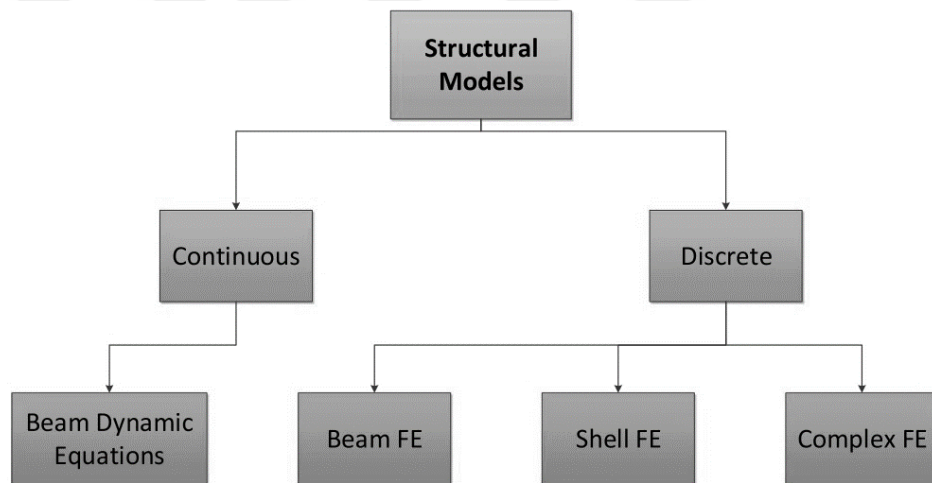 Structural
Models
Continuous
Discrete
Beam Dynamic
Equations
Beam FE
Shell FE
Complex FE